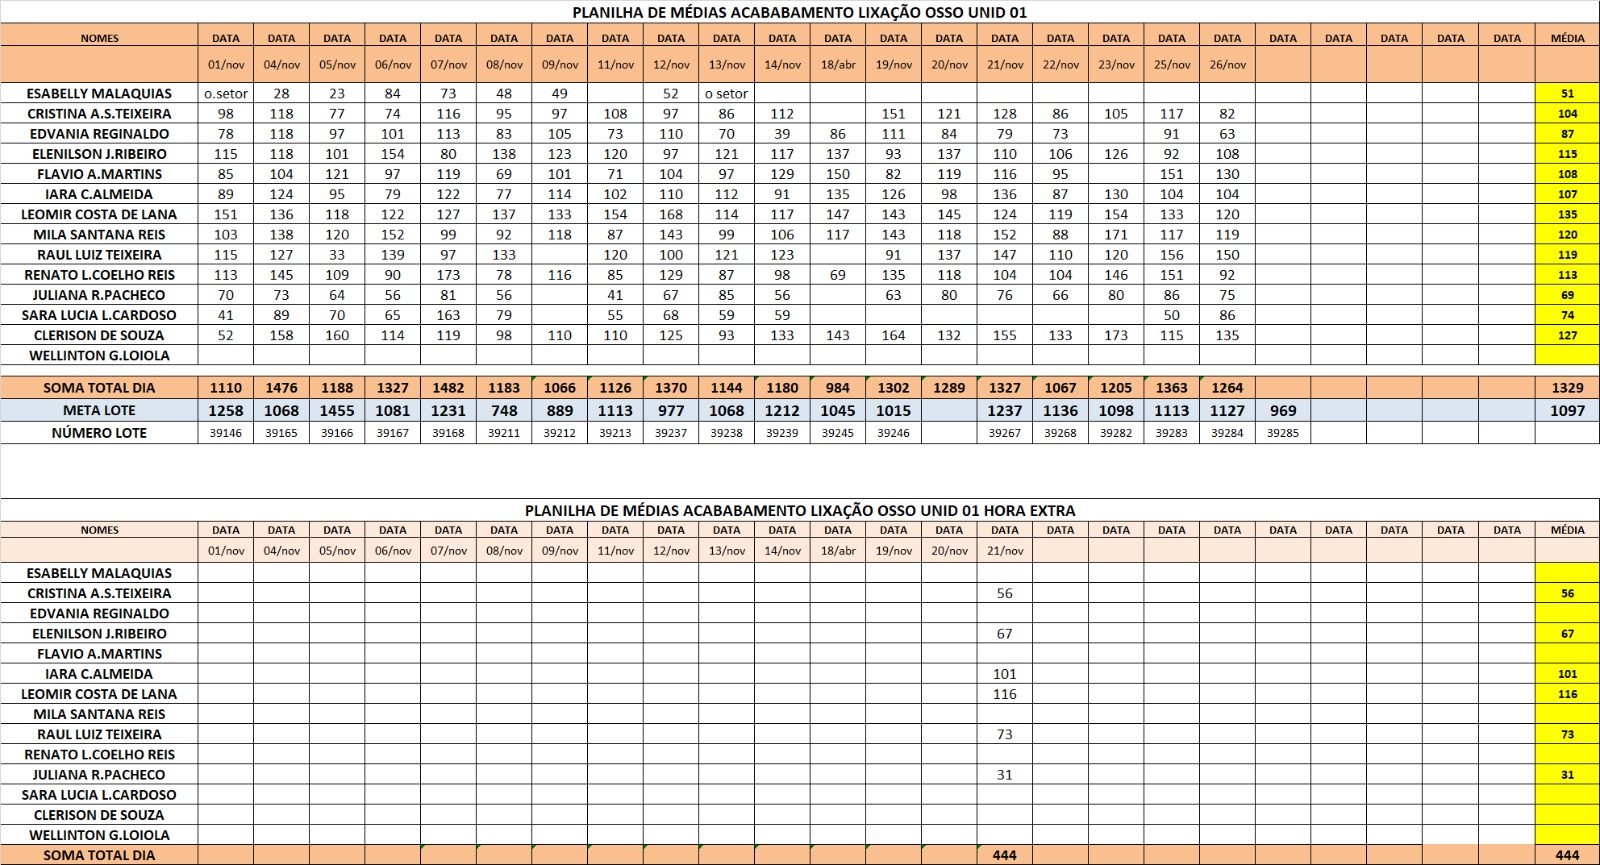 PLANILHA DE MÉDIAS ACABABAMENTO LIXAÇÃO OSSO UNID 01
NOMES DATA DATA DATA DATA DATA DATA DATA DATA DATA DATA DATA DATA DATA DATA DATA DATA DATA DATA DATA DATA DATA DATA DATA DATA MÉDIA
01/nov 04/nov 05/nov 06/nov 07/nov 08/nov 09/nov 11/nov 12/nov 13/nov 14/nov 18/abr 19/nov 20/nov 21/nov 22/nov 23/nov 25/nov 26/nov
ESABELLY MALAQUIAS o.setor 28 23 84 73 48 49 52 o setor 51
CRISTINA A.S.TEIXEIRA 98 118 77 74 116 95 97 108 97 86 112 151 121 128 86 105 117 82 104
EDVANIA REGINALDO 78 118 97 101 113 83 105 73 110 70 39 86 111 84 79 73 91 63 87
ELENILSON J.RIBEIRO 115 118 101 154 80 138 123 120 97 121 117 137 93 137 110 106 126 92 108 115
FLAVIO A.MARTINS 85 104 121 97 119 69 101 71 104 97 129 150 82 119 116 95 151 130 108
IARA C.ALMEIDA 89 124 95 79 122 77 114 102 110 112 91 135 126 98 136 87 130 104 104 107
LEOMIR COSTA DE LANA 151 136 118 122 127 137 133 154 168 114 117 147 143 145 124 119 154 133 120 135
MILA SANTANA REIS 103 138 120 152 99 92 118 87 143 99 106 117 143 118 152 88 171 117 119 120
RAUL LUIZ TEIXEIRA 115 127 33 139 97 133 120 100 121 123 91 137 147 110 120 156 150 119
RENATO L.COELHO REIS 113 145 109 90 173 78 116 85 129 87 98 69 135 118 104 104 146 151 92 113
JULIANA R.PACHECO 70 73 64 56 81 56 41 67 85 56 63 80 76 66 80 86 75 69
SARA LUCIA L.CARDOSO 41 89 70 65 163 79 55 68 59 59 50 86 74
CLERISON DE SOUZA 52 158 160 114 119 98 110 110 125 93 133 143 164 132 155 133 173 115 135 127
WELLINTON G.LOIOLA
SOMA TOTAL DIA 1110 1476 1188 1327 1482 1183 1066 1126 1370 1144 1180 984 1302 1289 1327 1067 1205 1363 1264 1329
META LOTE 1258 1068 1455 1081 1231 748 889 1113 977 1068 1212 1045 1015 1237 1136 1098 1113 1127 969 1097
NÚMERO LOTE 39146 39165 39166 39167 39168 39211 39212 39213 39237 39238 39239 39245 39246 39267 39268 39282 39283 39284 39285
PLANILHA DE MÉDIAS ACABABAMENTO LIXAÇÃO OSSO UNID 01 HORA EXTRA
NOMES DATA DATA DATA DATA DATA DATA DATA DATA DATA DATA DATA DATA DATA DATA DATA DATA DATA DATA DATA DATA DATA DATA DATA DATA MÉDIA
01/nov 04/nov 05/nov 06/nov 07/nov 08/nov 09/nov 11/nov 12/nov 13/nov 14/nov 18/abr 19/nov 20/nov 21/nov
ESABELLY MALAQUIAS
CRISTINA A.S.TEIXEIRA 56 56
EDVANIA REGINALDO
ELENILSON J.RIBEIRO 67 67
FLAVIO A.MARTINS
IARA C.ALMEIDA 101 101
LEOMIR COSTA DE LANA 116 116
MILA SANTANA REIS
RAUL LUIZ TEIXEIRA 73 73
RENATO L.COELHO REIS
JULIANA R.PACHECO 31 31
SARA LUCIA L.CARDOSO
CLERISON DE SOUZA
WELLINTON G.LOIOLA
SOMA TOTAL DIA 444 444